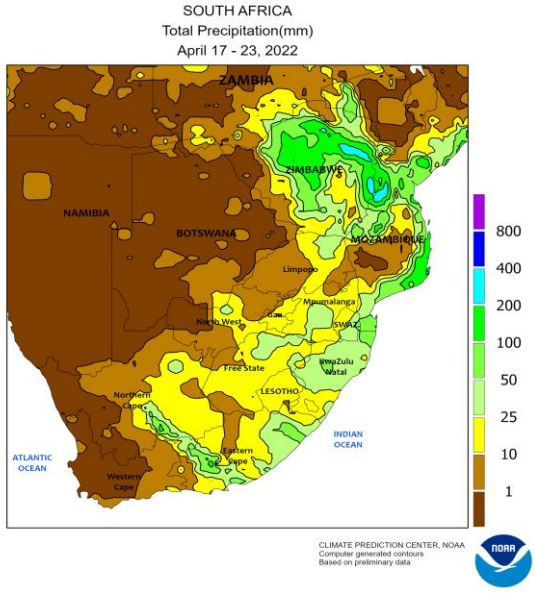 SOUTH AFRICA
Total Precipitation(mm)
April 17 - 23, 2022
ZAMBIA
ZIMBABWE
NAMIBIA
BOTSWANA
MOZAMBIQUE
Limpopo
Mpumalanga
Gau.
North West
SWAZ.
Free State
KwaZulu
Natal
LESOTHO
Northern
Cape
Eastern
Cape
Western
Cape
ATLANTIC
OCEAN
INDIAN
OCEAN
800
400
200
100
50
25
10
1
CLIMATE PREDICTION CENTER, NOAA
Computer generated contours
Based on preliminary data
NOAA